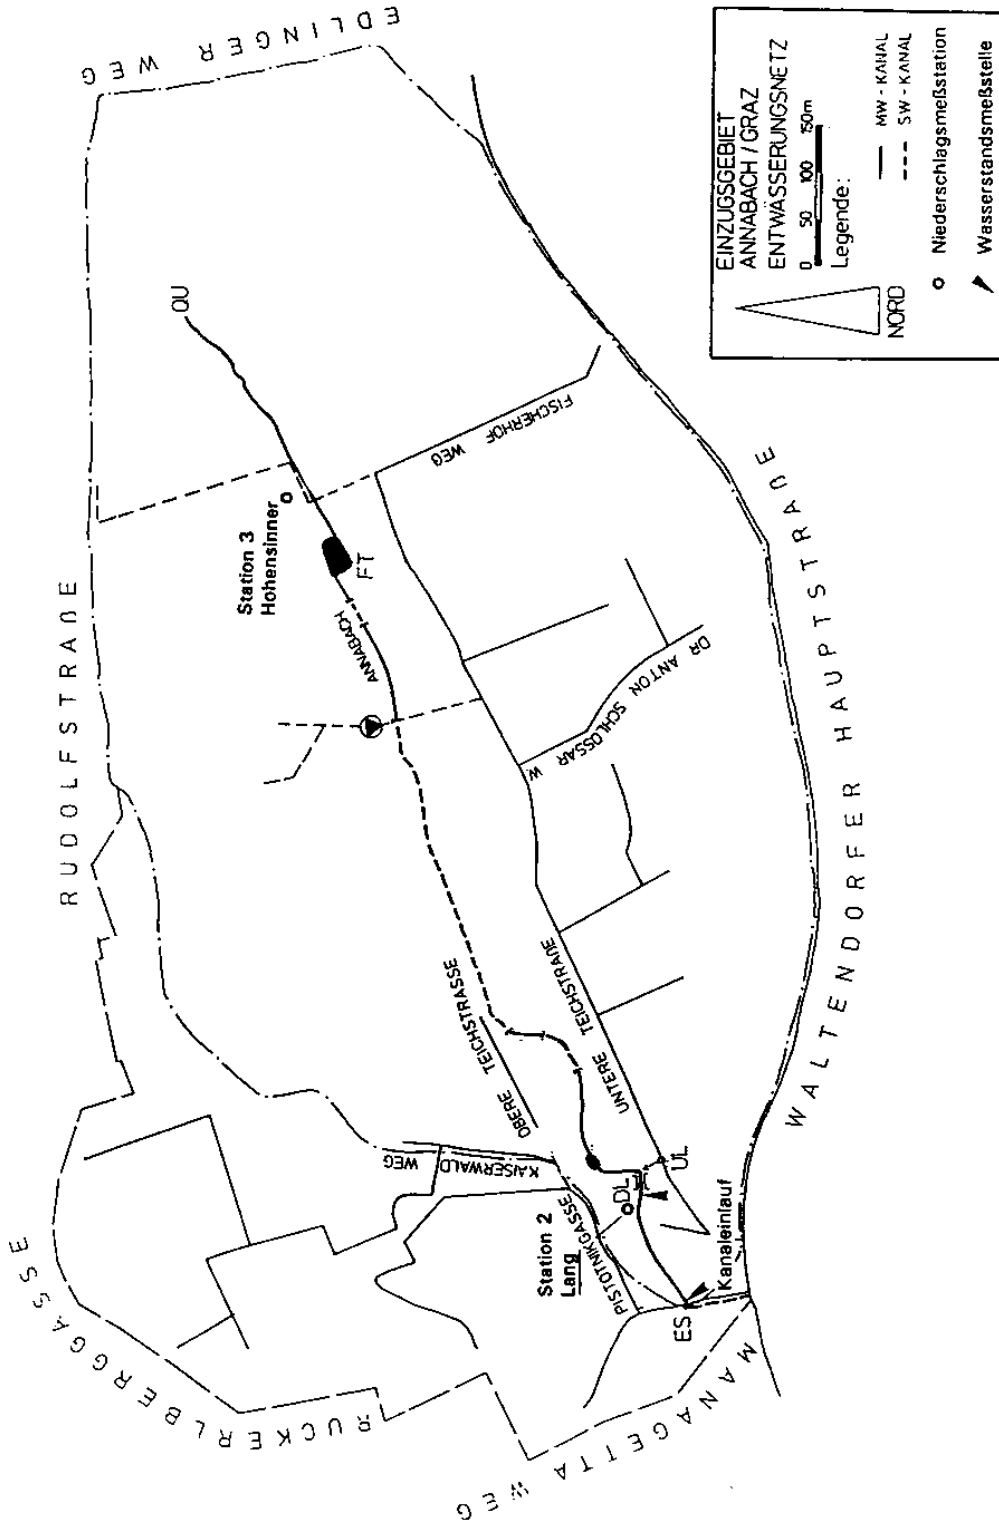 EDLINGER WEG
RUDOLFSTRAßE
QU
Station 3
Hohensinner
FT
ANNABACH
FISCHERHOF
WEG
DR ANTON SCHLOSSAR W.
OBERE TEICHSTRASSE
UNTERE TEICHSTRAßE
KAISERWALD
WEG
PISTOTNIKGASSE
Station 2
Lang
DL
UL
ES
Kanaleinlauf
RUCKERLBERGGASSE
MANAGETTA WEG
WALTENDORFER HAUPTSTRAßE
EINZUGSGEBIET
ANNABACH / GRAZ
ENTWÄSSERUNGSNETZ
0 50 100 150m
Legende:
NORD
MW - KANAL
SW - KANAL
Niederschlagsmeßstation
Wasserstandsmeßstelle